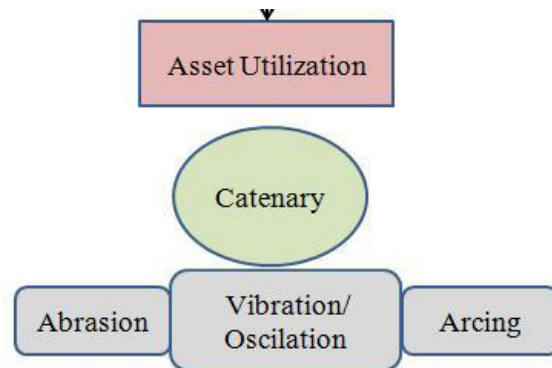 Asset Utilization
Catenary
Abrasion
Vibration/
Oscilation
Arcing